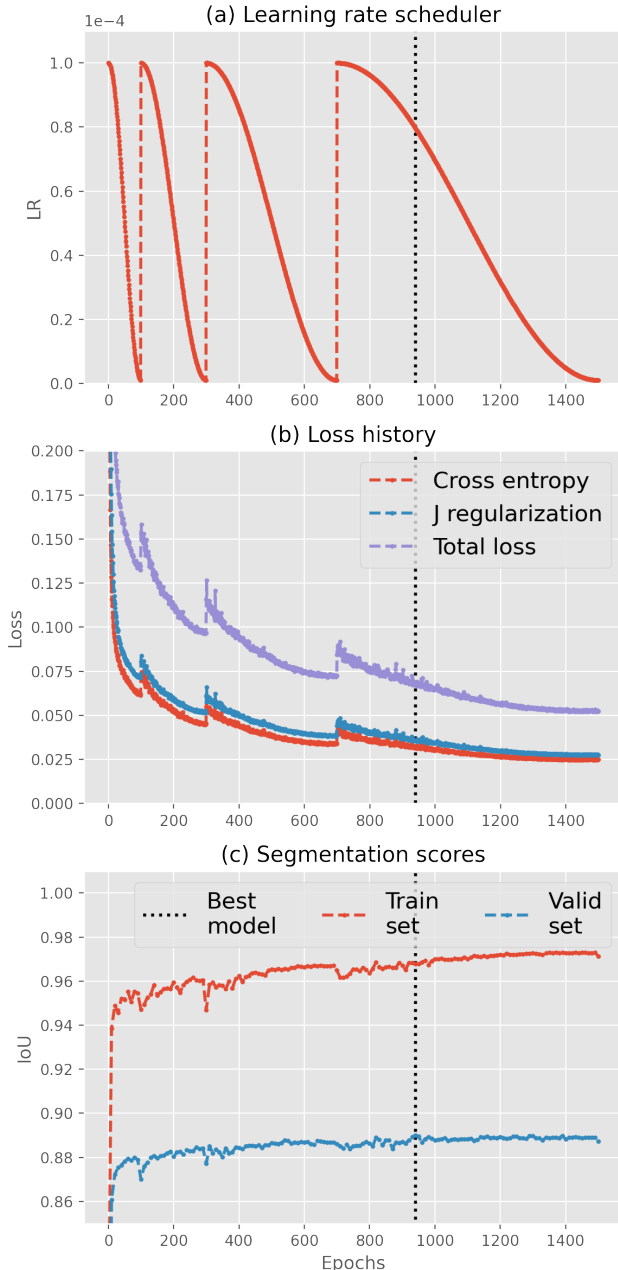 (a) Learning rate scheduler
1e−4
1.0
0.8
0.6
0.4
0.2
0.0
LR
0 200 400 600 800 1000 1200 1400
(b) Loss history
0.200
0.175
0.150
0.125
0.100
0.075
0.050
0.025
0.000
Loss
Cross entropy
J regularization
Total loss
0 200 400 600 800 1000 1200 1400
(c) Segmentation scores
1.00
0.98
0.96
0.94
0.92
0.90
0.88
0.86
IoU
Best model
Train set
Valid set
0 200 400 600 800 1000 1200 1400
Epochs